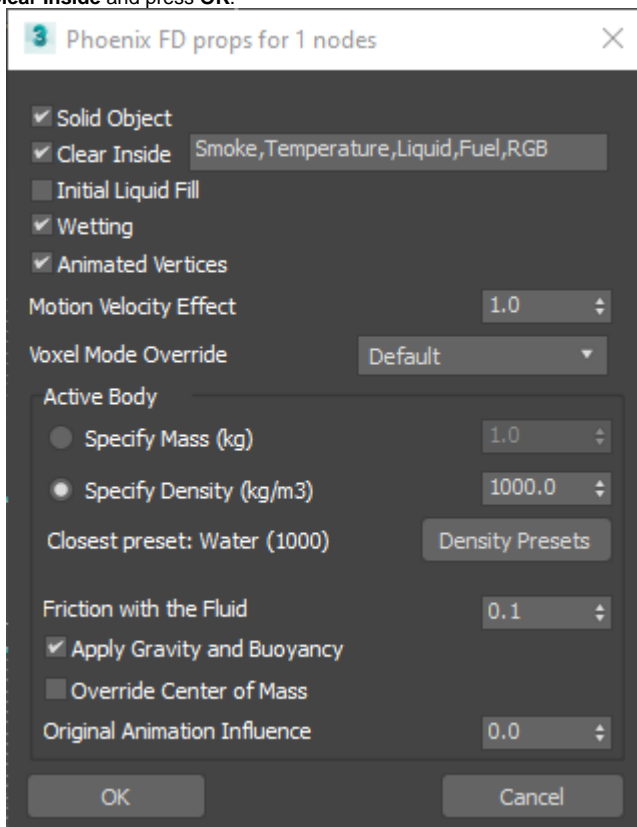 Clear Inside and press OK.
3 Phoenix FD props for 1 nodes
Solid Object
Clear Inside Smoke,Temperature,Liquid,Fuel,RGB
Initial Liquid Fill
Wetting
Animated Vertices
Motion Velocity Effect 1.0
Voxel Mode Override Default
Active Body
Specify Mass (kg) 1.0
Specify Density (kg/m3) 1000.0
Closest preset: Water (1000) Density Presets
Friction with the Fluid 0.1
Apply Gravity and Buoyancy
Override Center of Mass
Original Animation Influence 0.0
OK Cancel